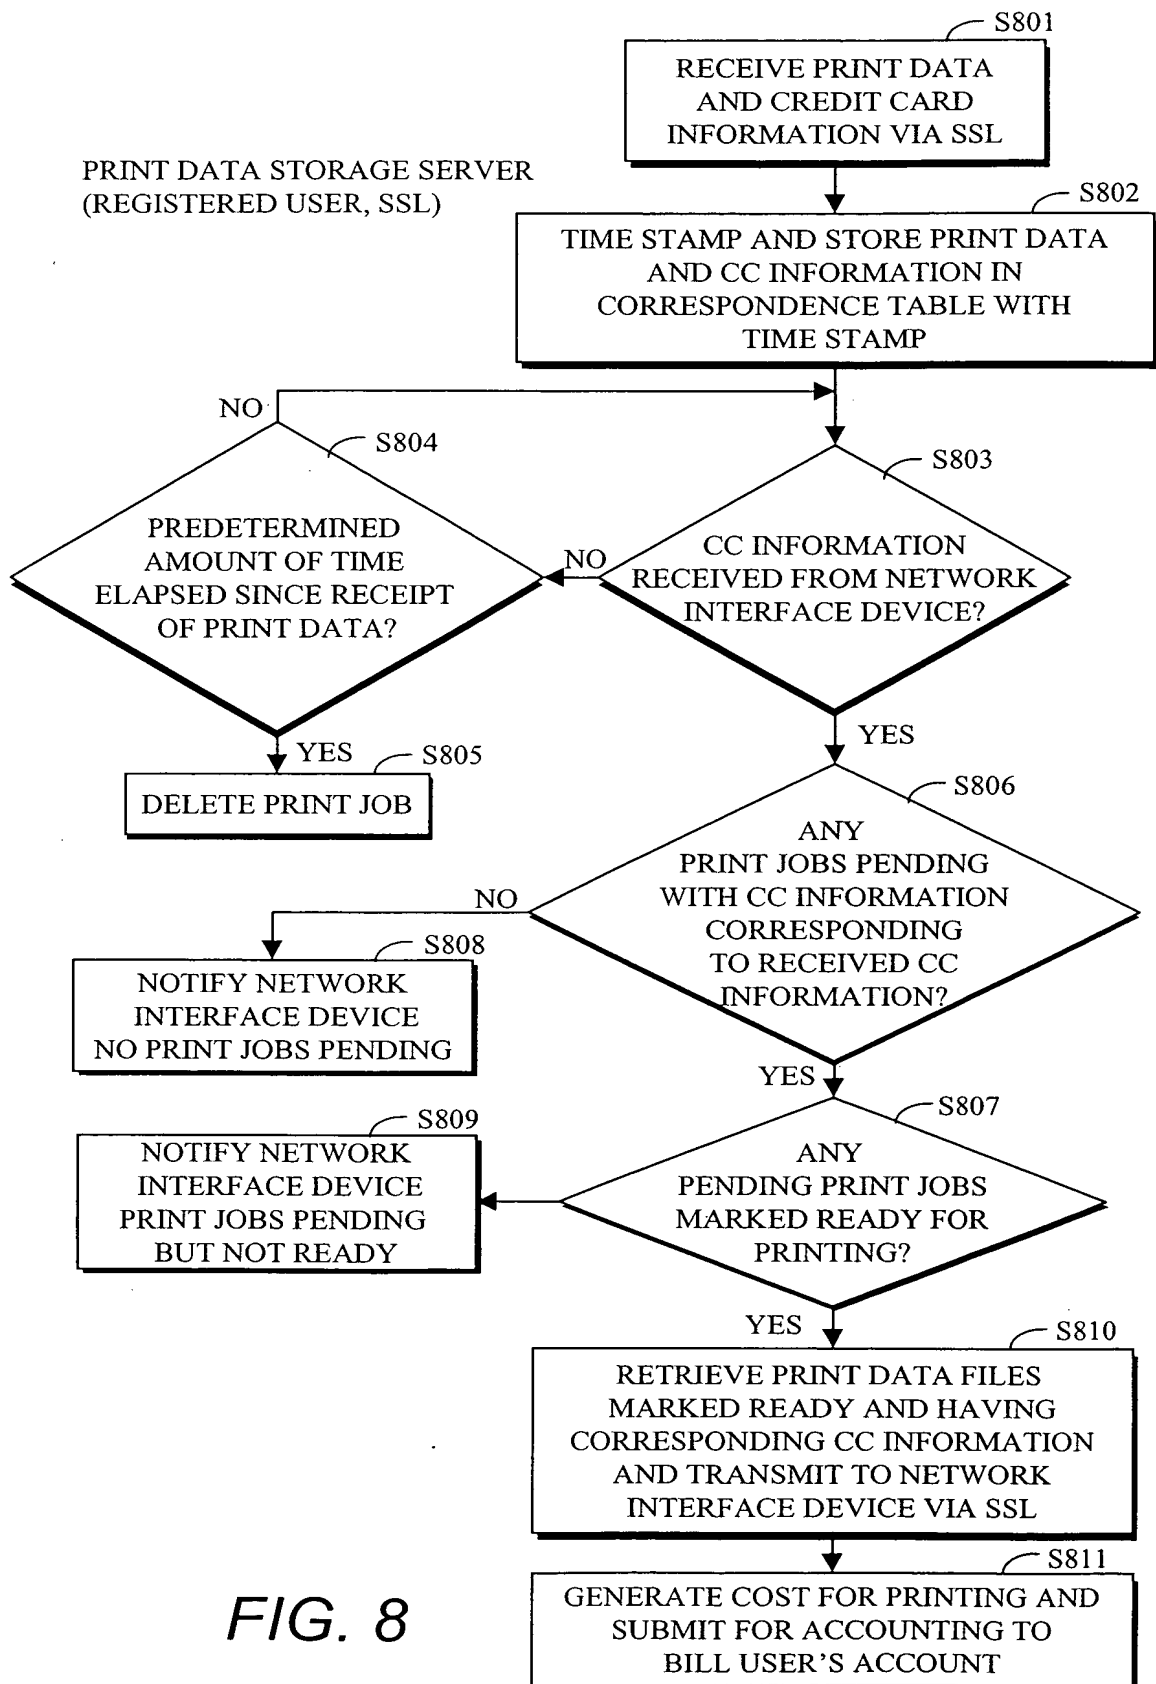 S801
RECEIVE PRINT DATA
AND CREDIT CARD
INFORMATION VIA SSL
PRINT DATA STORAGE SERVER
(REGISTERED USER, SSL)
S802
TIME STAMP AND STORE PRINT DATA
AND CC INFORMATION IN
CORRESPONDENCE TABLE WITH
TIME STAMP
NO
S804
PREDETERMINED
AMOUNT OF TIME
ELAPSED SINCE RECEIPT
OF PRINT DATA?
NO
S803
CC INFORMATION
RECEIVED FROM NETWORK
INTERFACE DEVICE?
YES
S805
DELETE PRINT JOB
YES
S806
ANY
PRINT JOBS PENDING
WITH CC INFORMATION
CORRESPONDING
TO RECEIVED CC
INFORMATION?
NO
S808
NOTIFY NETWORK
INTERFACE DEVICE
NO PRINT JOBS PENDING
YES
S807
ANY
PENDING PRINT JOBS
MARKED READY FOR
PRINTING?
S809
NOTIFY NETWORK
INTERFACE DEVICE
PRINT JOBS PENDING
BUT NOT READY
YES
S810
RETRIEVE PRINT DATA FILES
MARKED READY AND HAVING
CORRESPONDING CC INFORMATION
AND TRANSMIT TO NETWORK
INTERFACE DEVICE VIA SSL
S811
GENERATE COST FOR PRINTING AND
SUBMIT FOR ACCOUNTING TO
BILL USER'S ACCOUNT
FIG. 8